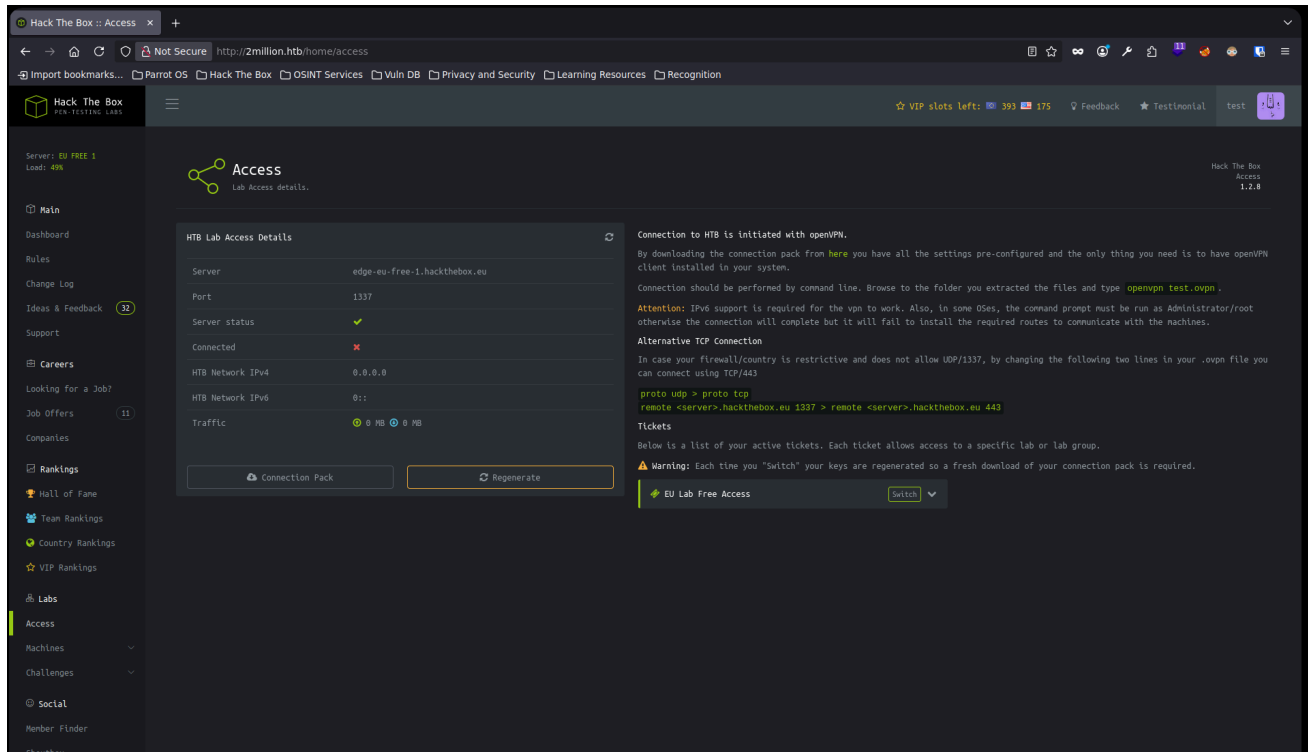 Hack The Box :: Access
Not Secure http://2million.htb/home/access
11
Import bookmarks... Parrot OS Hack The Box OSINT Services Vuln DB Privacy and Security Learning Resources Recognition
Hack The Box
PEN-TESTING LABS
VIP slots left: 393 175 Feedback Testimonial test
Server: EU FREE 1
Load: 49%
Main
Dashboard
Rules
Change Log
Ideas & Feedback 32
Support
Careers
Looking for a Job?
Job Offers 11
Companies
Rankings
Hall of Fame
Team Rankings
Country Rankings
VIP Rankings
Labs
Access
Machines
Challenges
Social
Member Finder
Access
Lab Access details.
Hack The Box
Access
1.2.8
HTB Lab Access Details
Server edge-eu-free-1.hackthebox.eu
Port 1337
Server status
Connected
HTB Network IPv4 0.0.0.0
HTB Network IPv6 0::
Traffic 0 MB 0 MB
Connection Pack Regenerate
Connection to HTB is initiated with openVPN.
By downloading the connection pack from here you have all the settings pre-configured and the only thing you need is to have openVPN
client installed in your system.
Connection should be performed by command line. Browse to the folder you extracted the files and type openvpn test.ovpn .
Attention: IPv6 support is required for the vpn to work. Also, in some OSes, the command prompt must be run as Administrator/root
otherwise the connection will complete but it will fail to install the required routes to communicate with the machines.
Alternative TCP Connection
In case your firewall/country is restrictive and does not allow UDP/1337, by changing the following two lines in your .ovpn file you
can connect using TCP/443
proto udp > proto tcp
remote <server>.hackthebox.eu 1337 > remote <server>.hackthebox.eu 443
Tickets
Below is a list of your active tickets. Each ticket allows access to a specific lab or lab group.
Warning: Each time you "Switch" your keys are regenerated so a fresh download of your connection pack is required.
EU Lab Free Access Switch